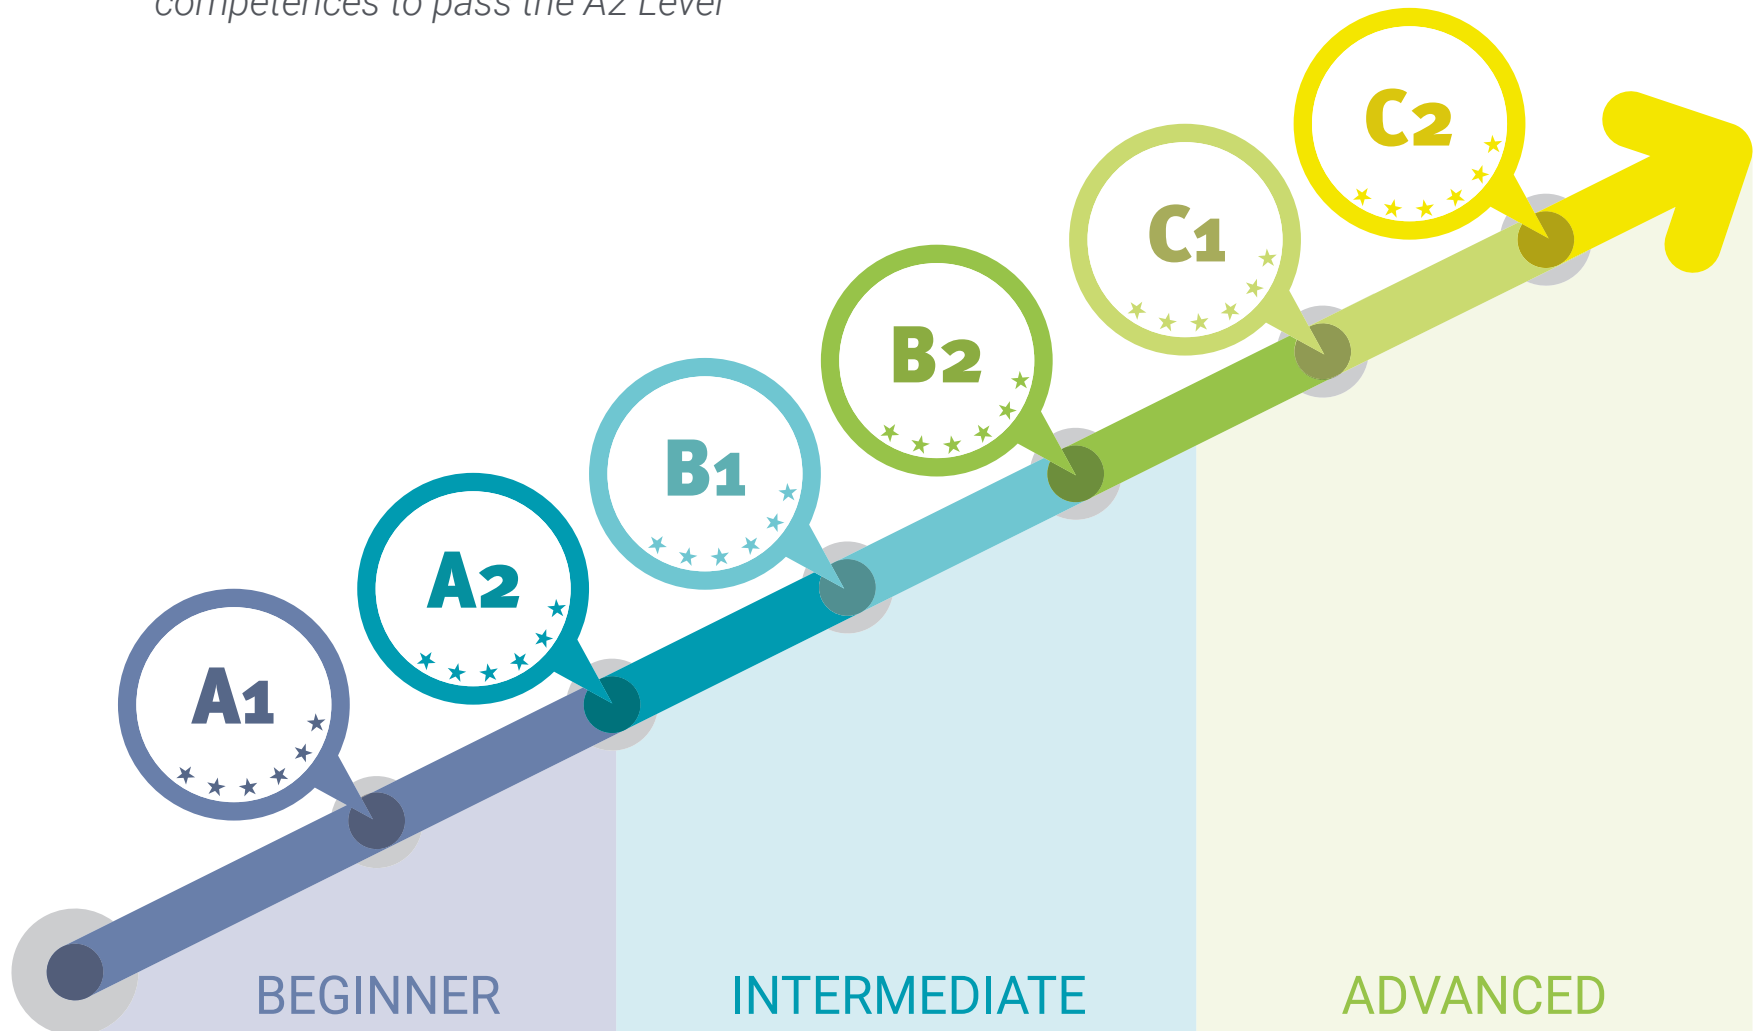 competences to pass the A2 Level
C2
C1
B2
B1
A2
A1
BEGINNER
INTERMEDIATE
ADVANCED